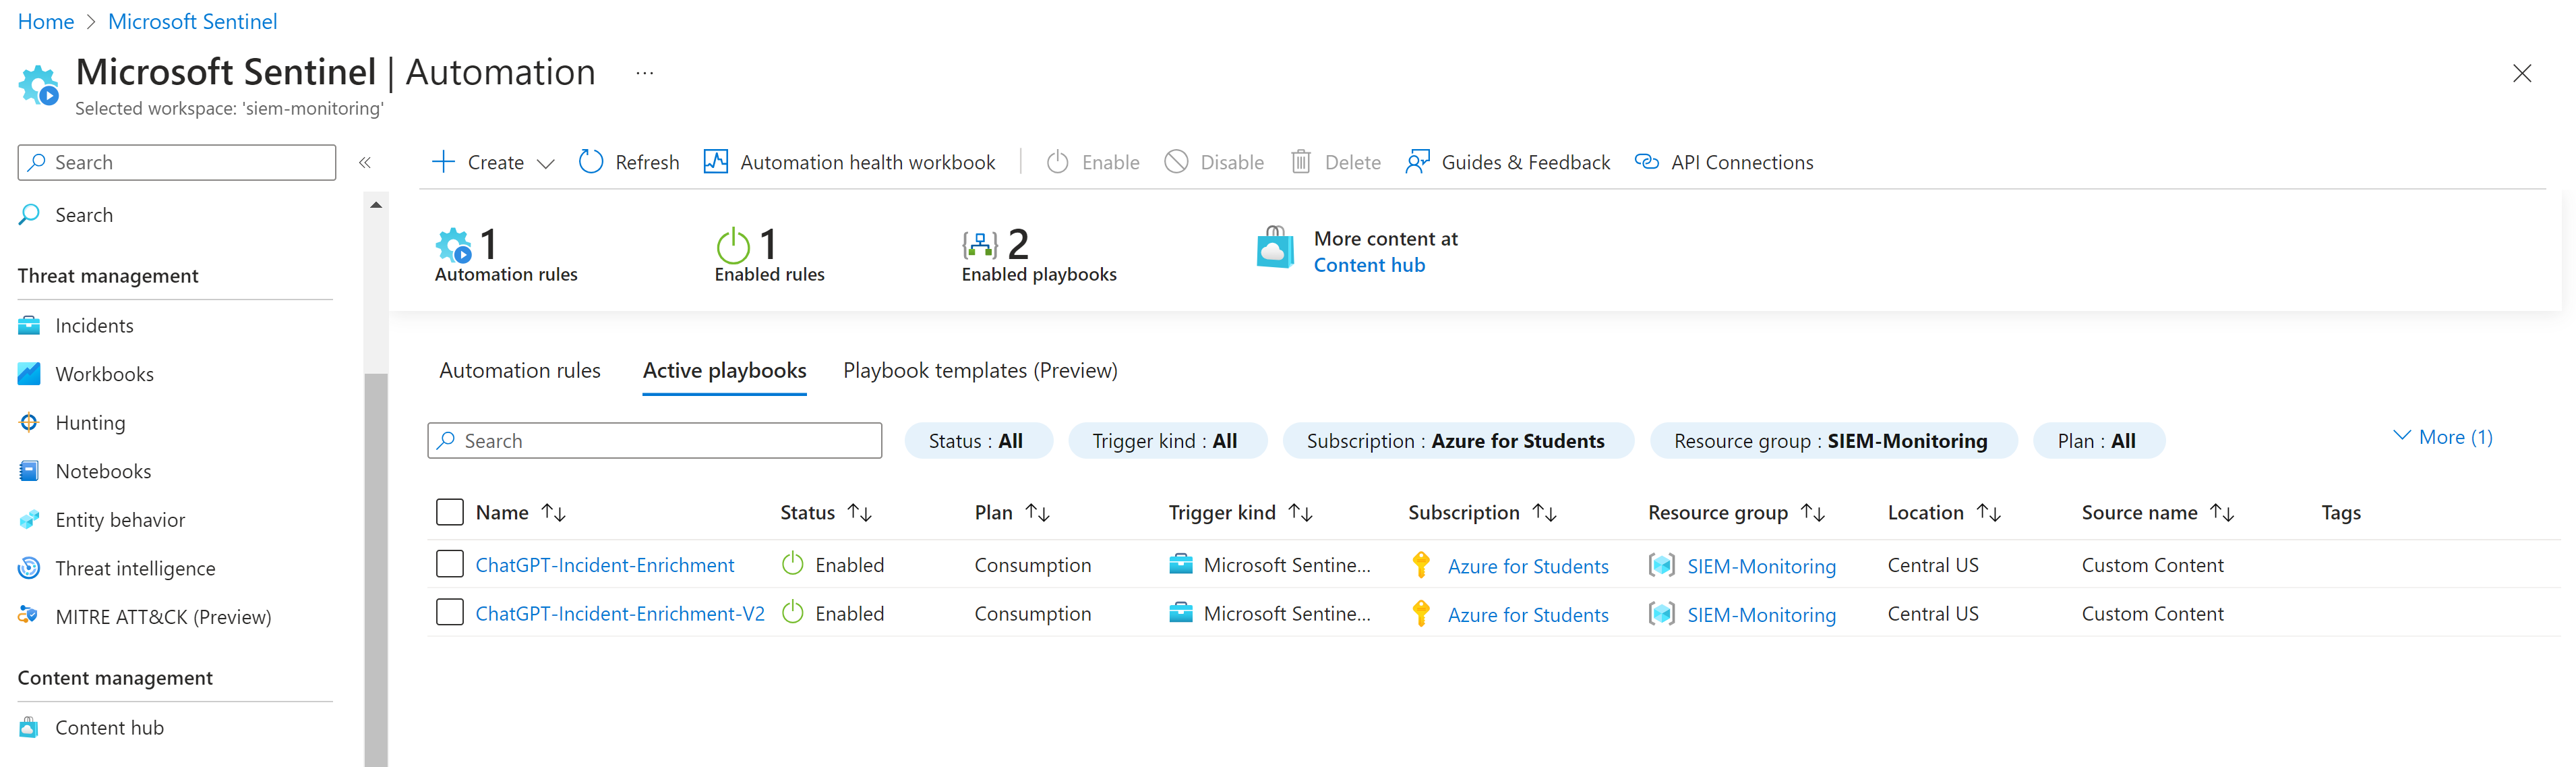 Home > Microsoft Sentinel
Microsoft Sentinel | Automation ...
Selected workspace: 'siem-monitoring'
Search
«
Search
Threat management
Incidents
Workbooks
Hunting
Notebooks
Entity behavior
Threat intelligence
MITRE ATT&CK (Preview)
Content management
Content hub
Create Refresh Automation health workbook Enable Disable Delete Guides & Feedback API Connections
1 1 2
Automation rules Enabled rules Enabled playbooks
More content at
Content hub
Automation rules Active playbooks Playbook templates (Preview)
Search Status : All Trigger kind : All Subscription : Azure for Students Resource group : SIEM-Monitoring Plan : All More (1)
Name Status Plan Trigger kind Subscription Resource group Location Source name Tags
ChatGPT-Incident-Enrichment Enabled Consumption Microsoft Sentine... Azure for Students SIEM-Monitoring Central US Custom Content
ChatGPT-Incident-Enrichment-V2 Enabled Consumption Microsoft Sentine... Azure for Students SIEM-Monitoring Central US Custom Content